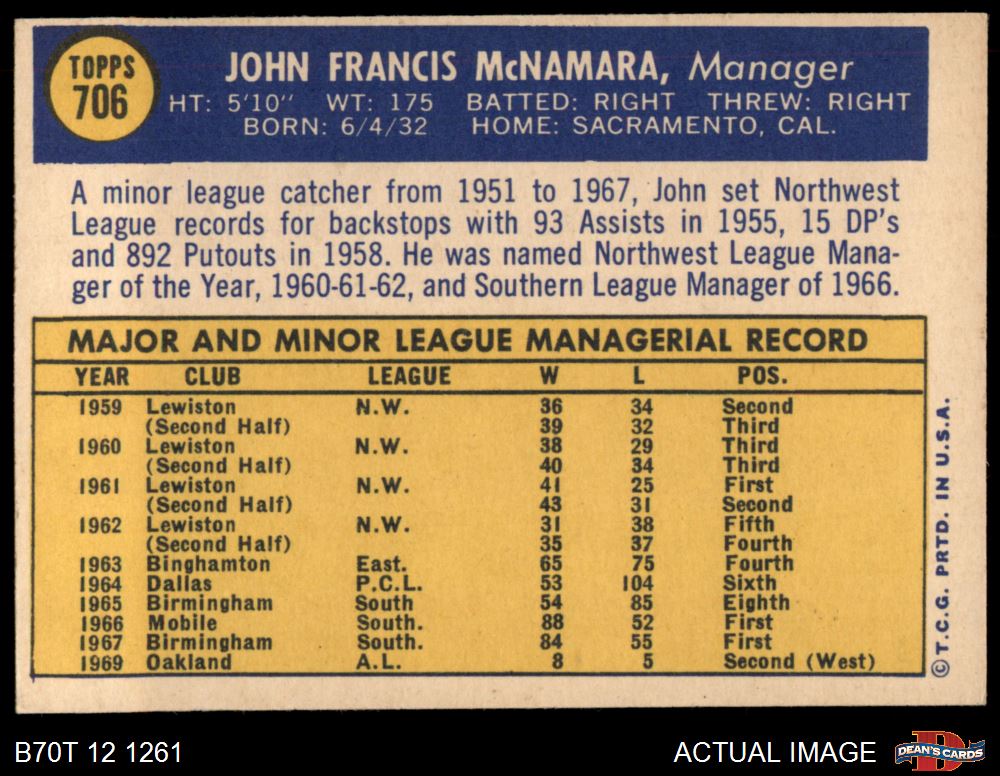 TOPPS
706
JOHN FRANCIS McNAMARA, Manager
HT: 5'10" WT: 175 BATTED: RIGHT THREW: RIGHT
BORN: 6/4/32 HOME: SACRAMENTO, CAL.
A minor league catcher from 1951 to 1967, John set Northwest
League records for backstops with 93 Assists in 1955, 15 DP's
and 892 Putouts in 1958. He was named Northwest League Mana-
ger of the Year, 1960-61-62, and Southern League Manager of 1966.
MAJOR AND MINOR LEAGUE MANAGERIAL RECORD
YEAR CLUB LEAGUE W L POS.
1959 Lewiston N.W. 36 34 Second
(Second Half) 39 32 Third
1960 Lewiston N.W. 38 29 Third
(Second Half) 40 34 Third
1961 Lewiston N.W. 41 25 First
(Second Half) 43 31 Second
1962 Lewiston N.W. 31 38 Fifth
(Second Half) 35 37 Fourth
1963 Binghamton East. 65 75 Fourth
1964 Dallas P.C.L. 53 104 Sixth
1965 Birmingham South 54 85 Eighth
1966 Mobile South. 88 52 First
1967 Birmingham South. 84 55 First
1969 Oakland A.L. 8 5 Second (West)
©T.C.G. PRTD. IN U.S.A.
B70T 12 1261
ACTUAL IMAGE
DEAN'S CARDS